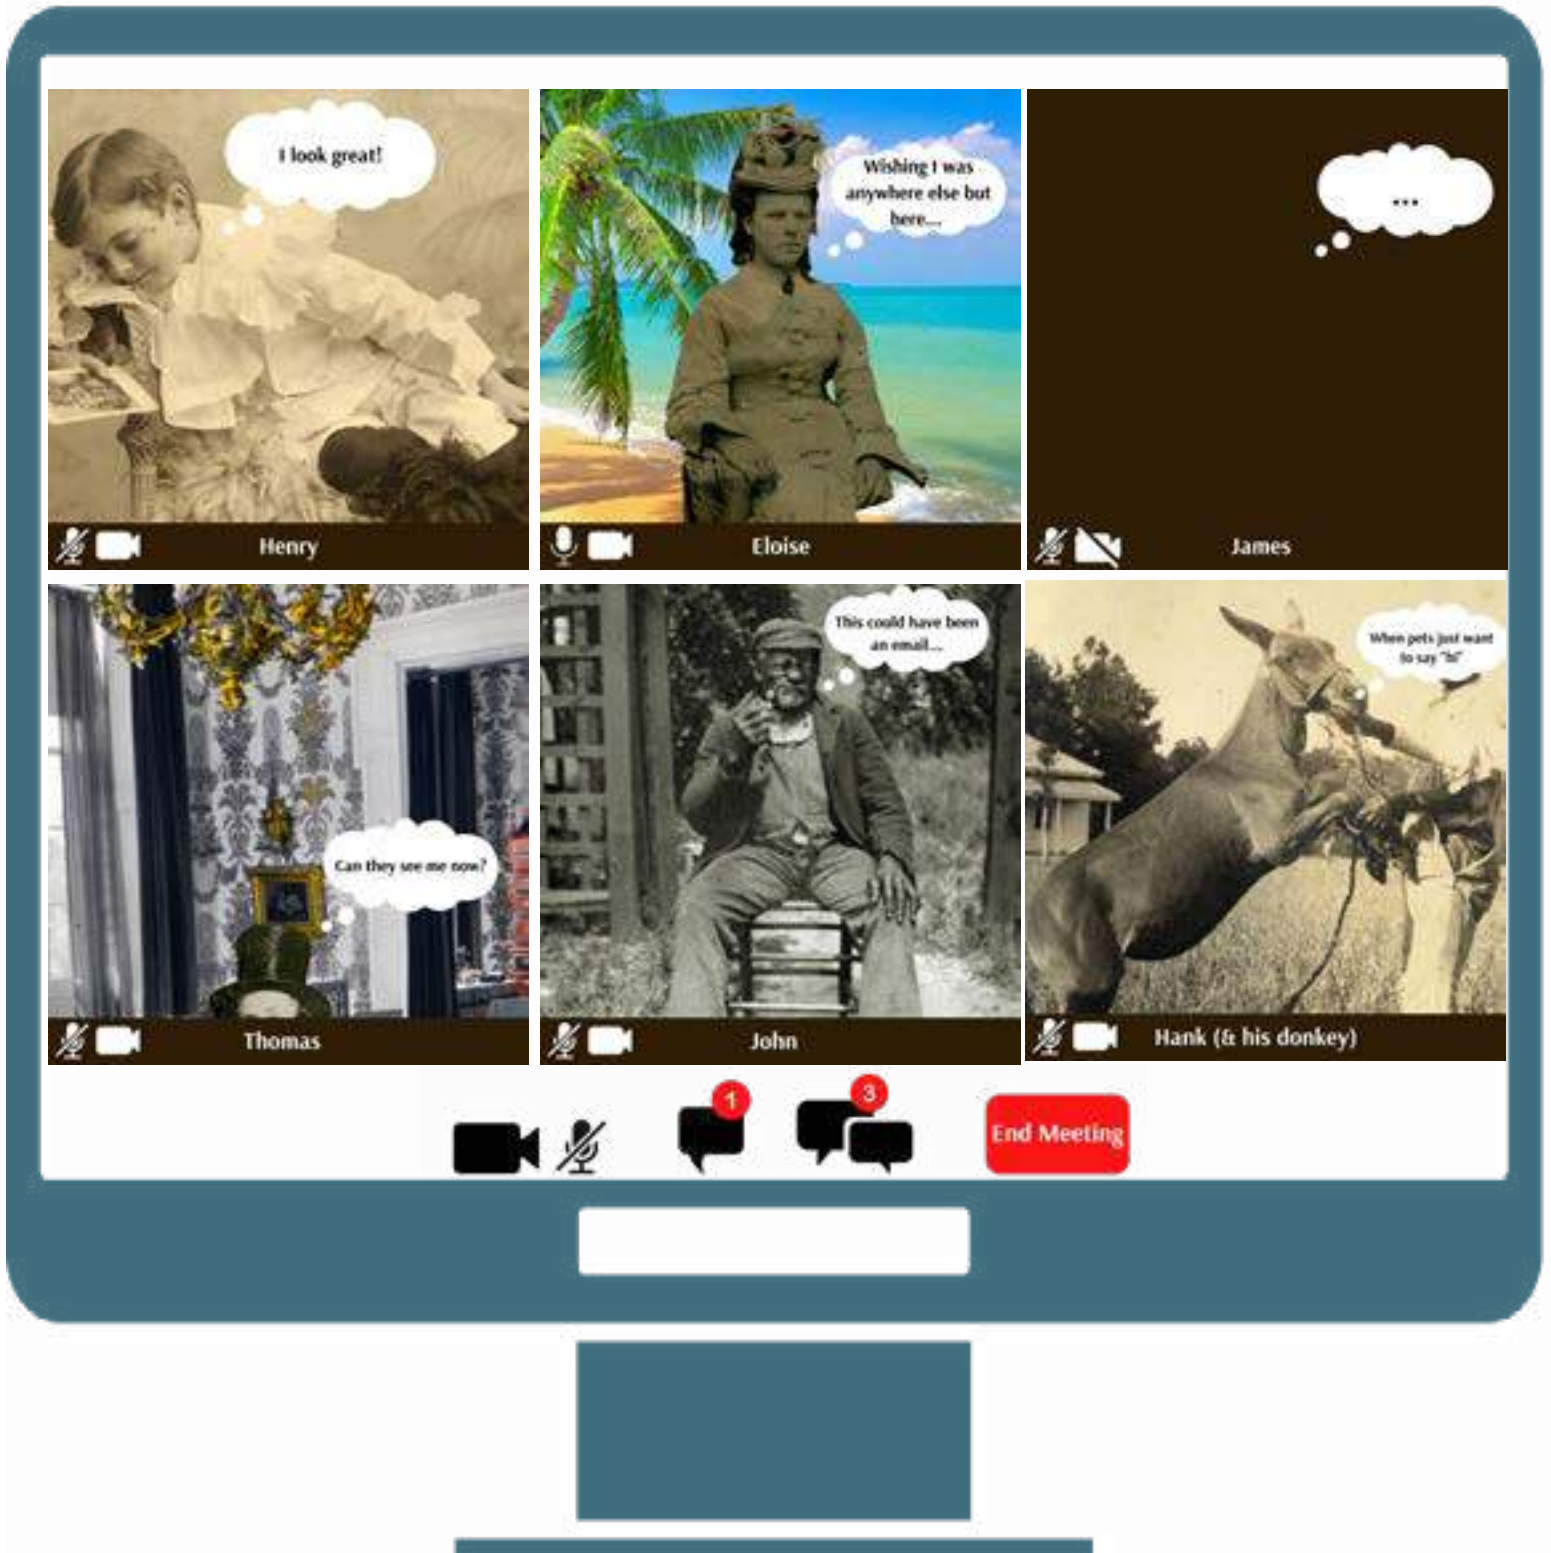 I look great!
Wishing I was
anywhere else but
here...
...
Henry
Eloise
James
Can they see me now?
This could have been
an email...
When pets just want
to say "hi"
Thomas
John
Hank (& his donkey)
1
3
End Meeting